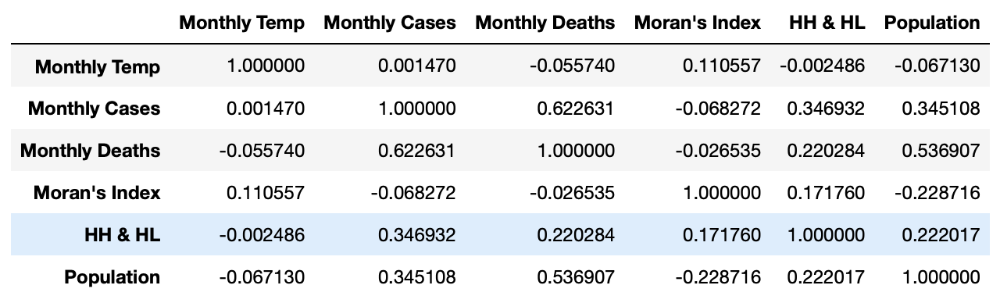 Monthly Temp Monthly Cases Monthly Deaths Moran's Index HH & HL Population
Monthly Temp 1.000000 0.001470 -0.055740 0.110557 -0.002486 -0.067130
Monthly Cases 0.001470 1.000000 0.622631 -0.068272 0.346932 0.345108
Monthly Deaths -0.055740 0.622631 1.000000 -0.026535 0.220284 0.536907
Moran's Index 0.110557 -0.068272 -0.026535 1.000000 0.171760 -0.228716
HH & HL -0.002486 0.346932 0.220284 0.171760 1.000000 0.222017
Population -0.067130 0.345108 0.536907 -0.228716 0.222017 1.000000